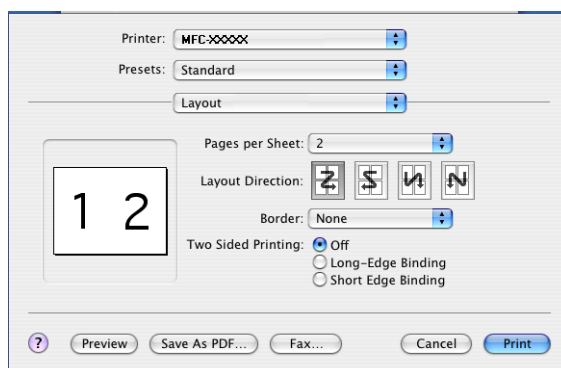 Printer: MFC-XXXXX
Presets: Standard
Layout
Pages per Sheet: 2
Layout Direction:
Border: None
Two Sided Printing: Off
Long-Edge Binding
Short Edge Binding
1 2
? Preview Save As PDF... Fax... Cancel Print